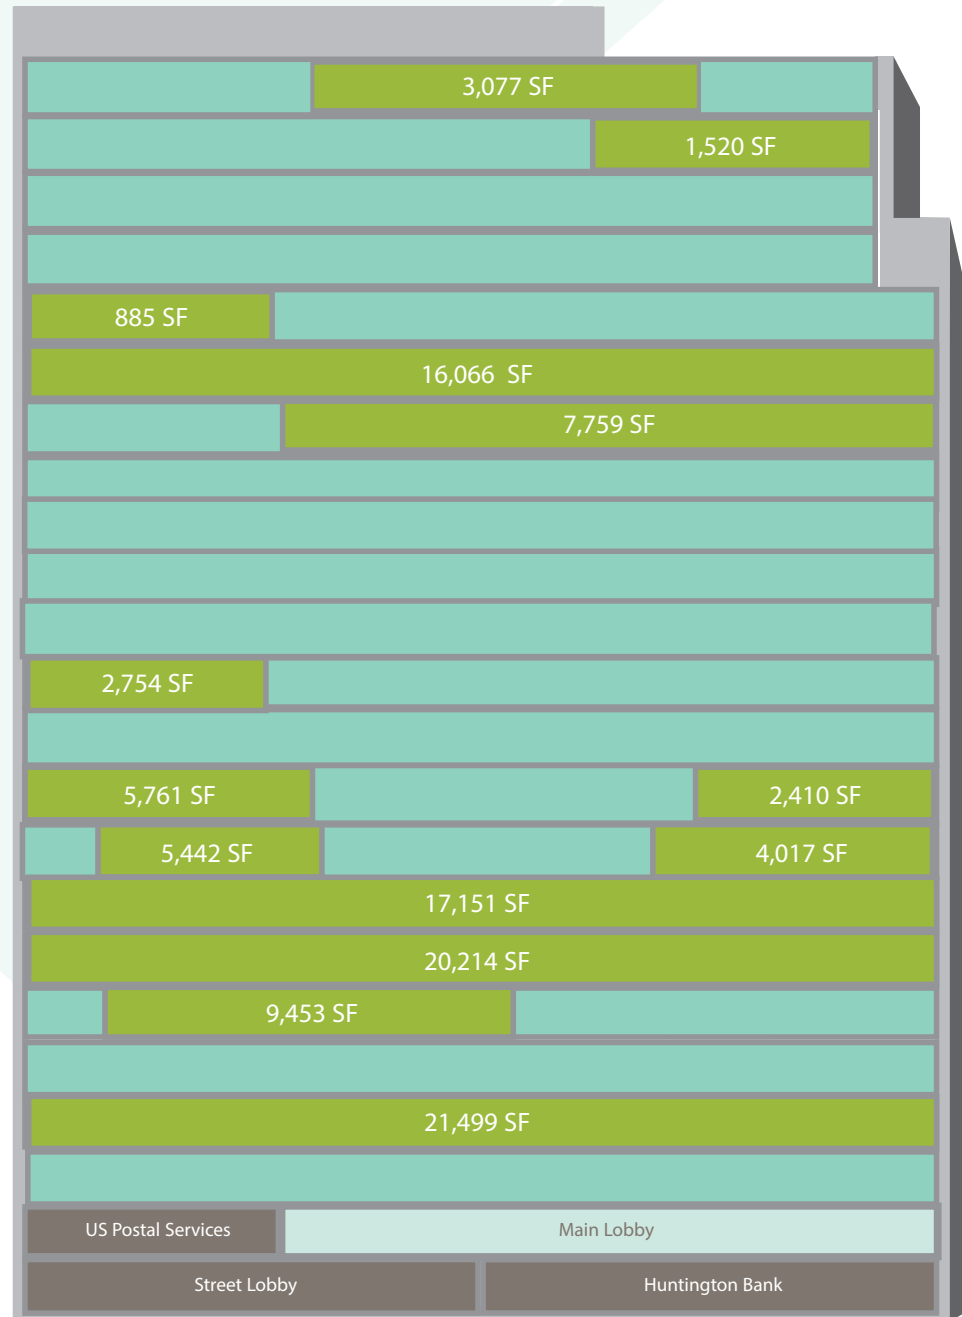 3,077 SF
1,520 SF
885 SF
16,066 SF
7,759 SF
2,754 SF
5,761 SF
2,410 SF
5,442 SF
4,017 SF
17,151 SF
20,214 SF
9,453 SF
21,499 SF
US Postal Services
Main Lobby
Street Lobby
Huntington Bank